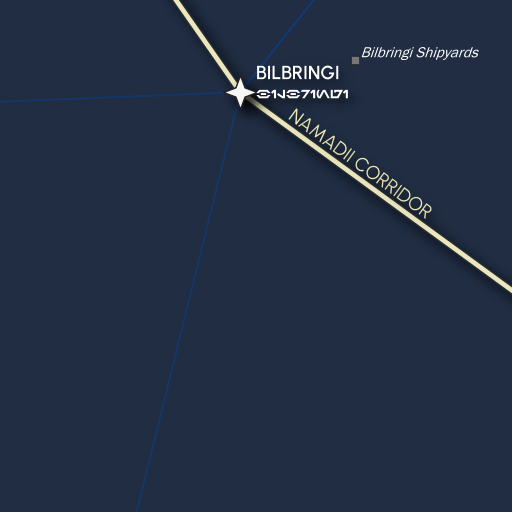 Bilbringi Shipyards
BILBRINGI
NAMADII CORRIDOR